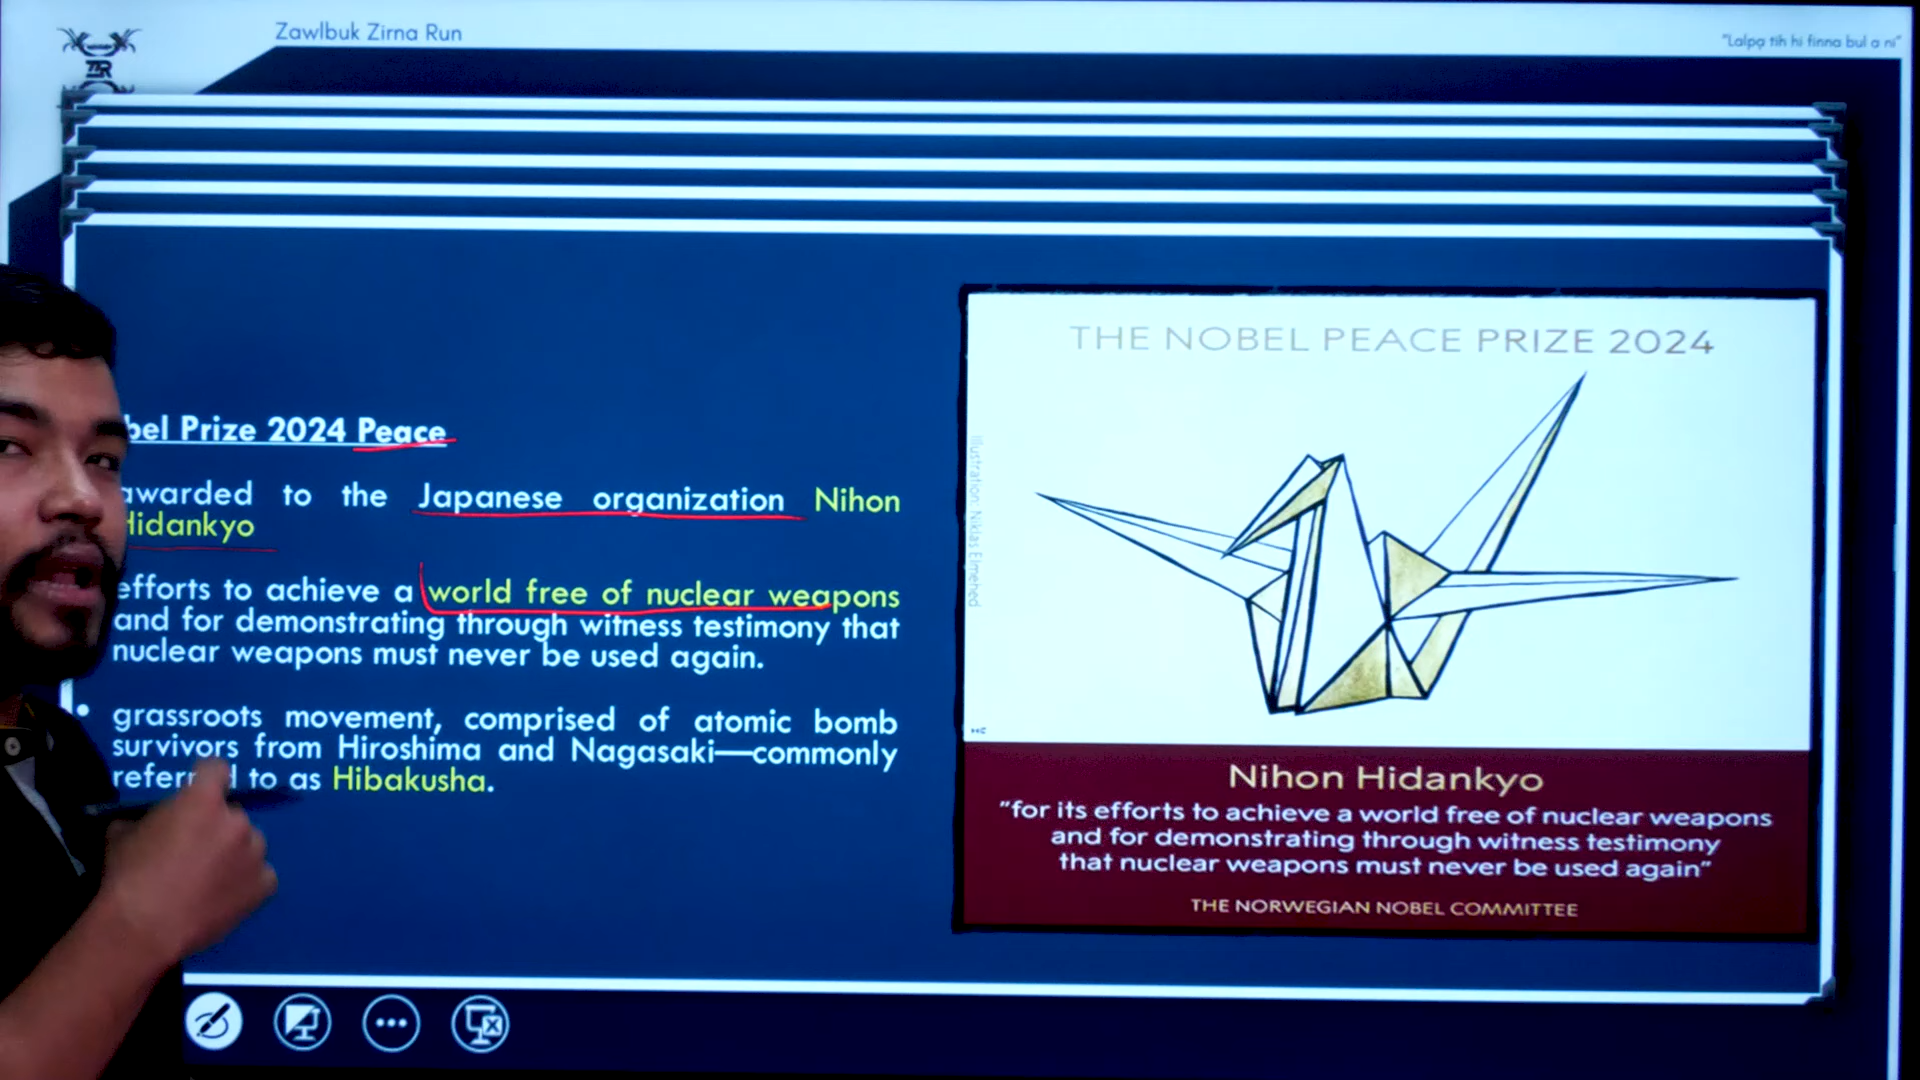 Zawlbuk Zirna Run
"Lalpa tih hi finna bul a ni"
ZR
bel Prize 2024 Peace
awarded to the Japanese organization Nihon
Hidankyo
efforts to achieve a world free of nuclear weapons
and for demonstrating through witness testimony that
nuclear weapons must never be used again.
• grassroots movement, comprised of atomic bomb
survivors from Hiroshima and Nagasaki—commonly
referred to as Hibakusha.
THE NOBEL PEACE PRIZE 2024
Illustration: Niklas Elmehed
Nihon Hidankyo
"for its efforts to achieve a world free of nuclear weapons
and for demonstrating through witness testimony
that nuclear weapons must never be used again"
THE NORWEGIAN NOBEL COMMITTEE